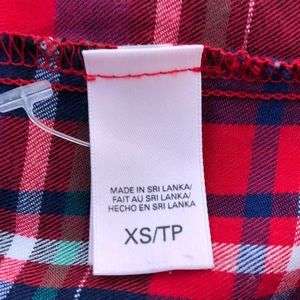 MADE IN SRI LANKA/
FAIT AU SRI LANKA/
HECHO EN SRI LANKA
XS/TP